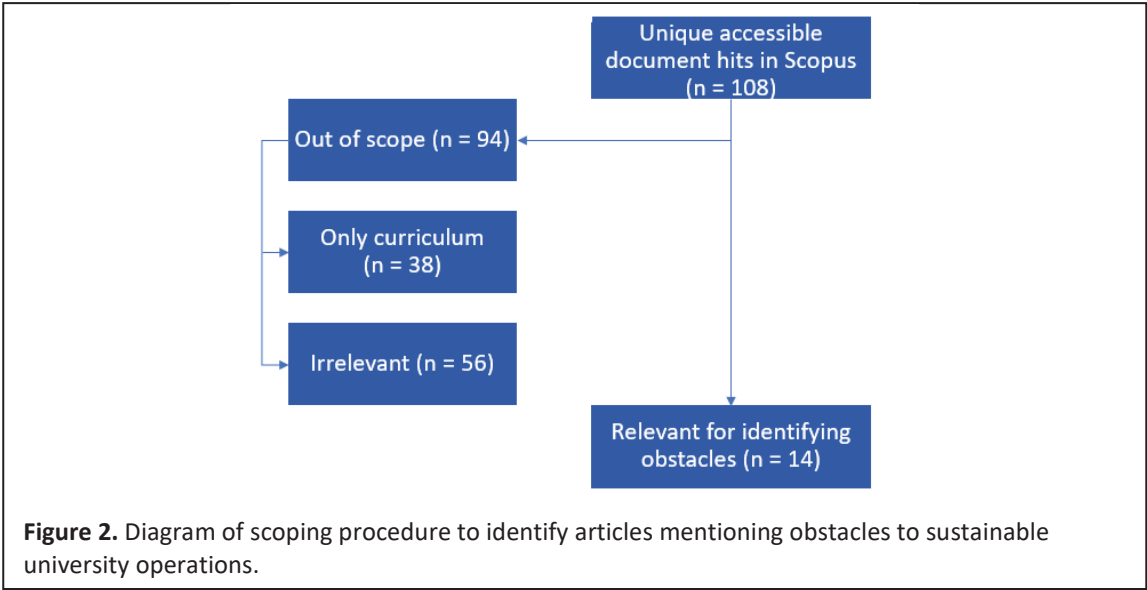 Unique accessible
document hits in Scopus
(n = 108)
Out of scope (n = 94)
Only curriculum
(n = 38)
Irrelevant (n = 56)
Relevant for identifying
obstacles (n = 14)
Figure 2. Diagram of scoping procedure to identify articles mentioning obstacles to sustainable
university operations.